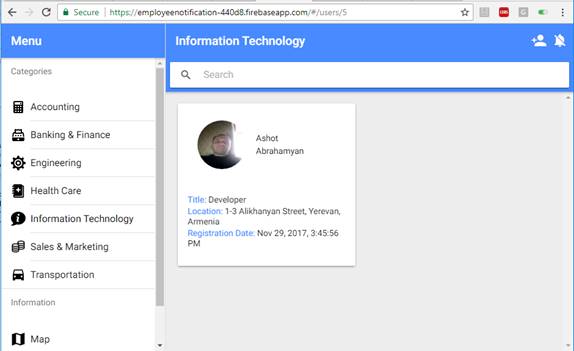 Secure
https://employeenotification-440d8.firebaseapp.com/#/users/5
Menu
Information Technology
Categories
Search
Accounting
Banking & Finance
Engineering
Health Care
Information Technology
Sales & Marketing
Transportation
Information
Map
Ashot
Abrahamyan
Title: Developer
Location: 1-3 Alikhanyan Street, Yerevan,
Armenia
Registration Date: Nov 29, 2017, 3:45:56
PM